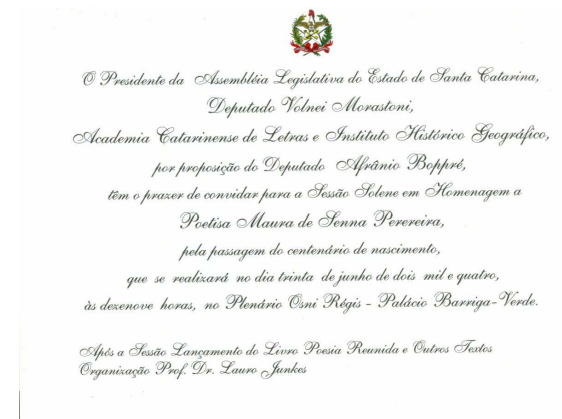 O Presidente da Assembléia Legislativa do Estado de Santa Catarina,
Deputado Volnei Morastoni,
Academia Catarinense de Letras e Instituto Histórico Geográfico,
por proposição do Deputado Afrânio Boppré,
têm o prazer de convidar para a Sessão Solene em Homenagem a
Poetisa Maura de Senna Perereira,
pela passagem do centenário de nascimento,
que se realizará no dia trinta de junho de dois mil e quatro,
às dezenove horas, no Plenário Osni Régis - Palácio Barriga-Verde.
Após a Sessão Lançamento do Livro Poesia Reunida e Outros Textos
Organização Prof. Dr. Lauro Junkes